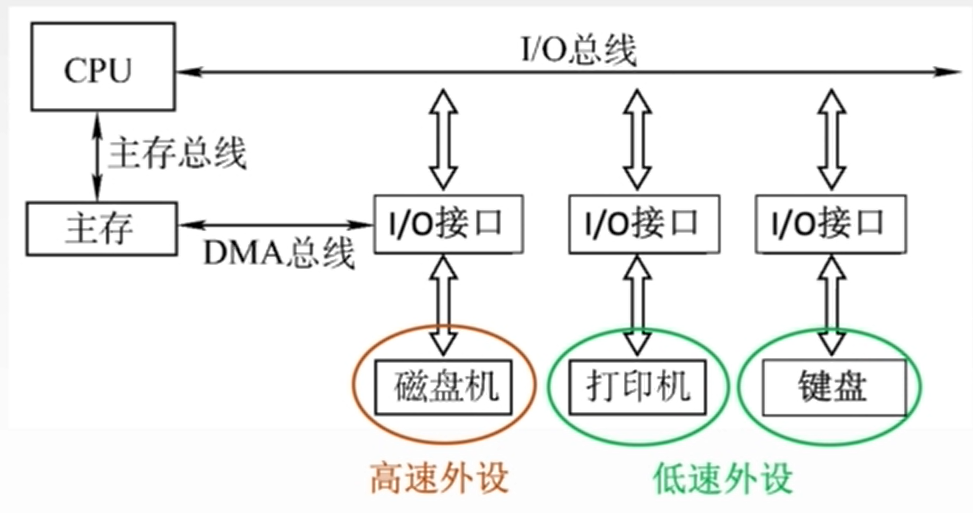 I/O总线
CPU
主存总线
主存
DMA总线
I/O接口
I/O接口
I/O接口
磁盘机
打印机
键盘
高速外设
低速外设